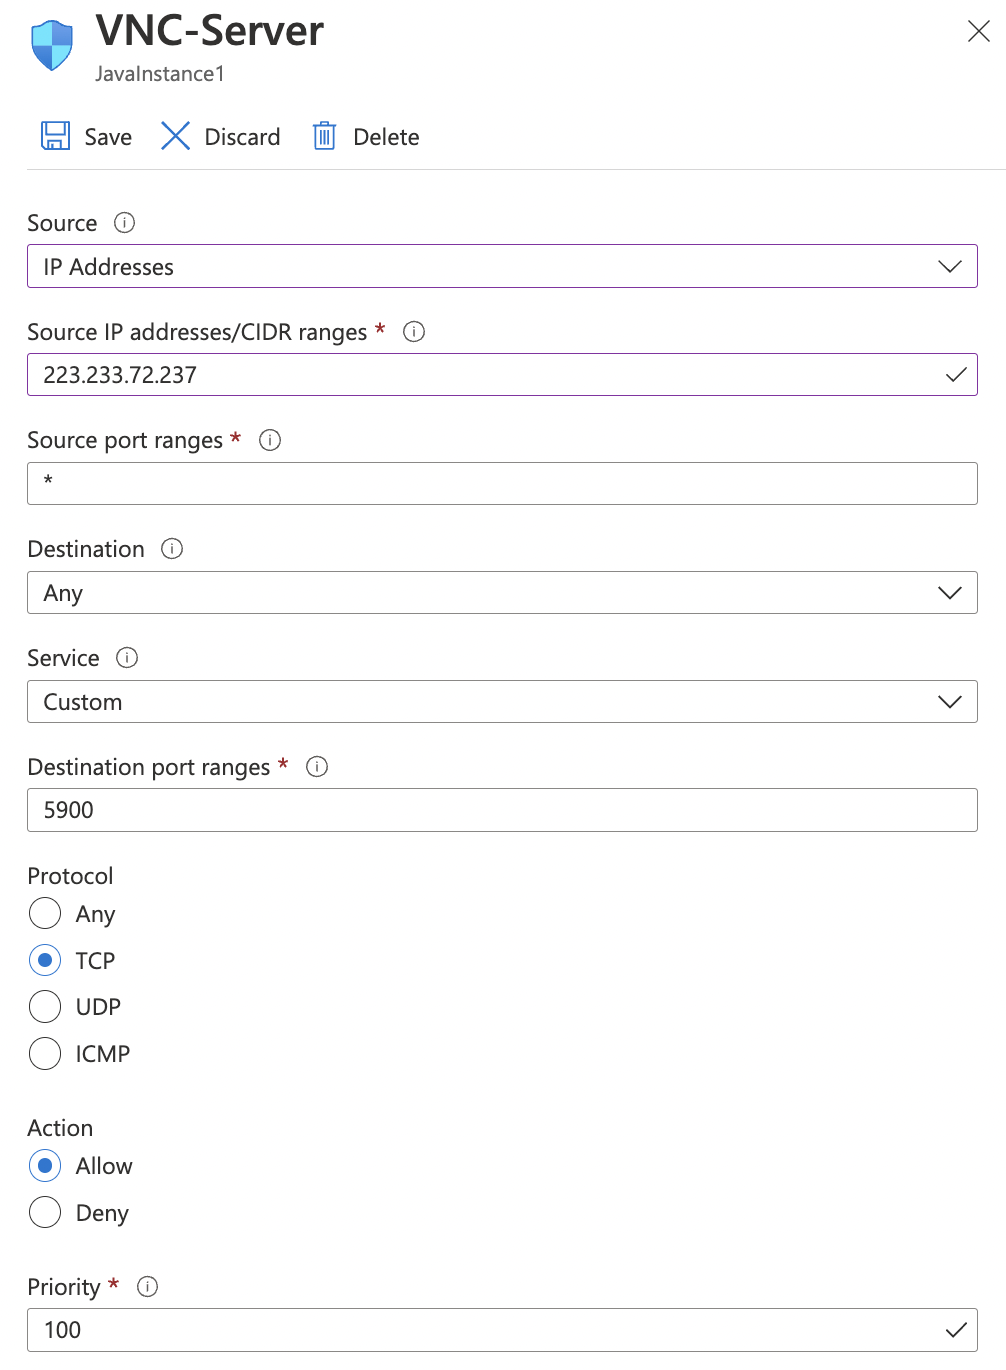 VNC-Server
JavaInstance1
Save Discard Delete
Source
IP Addresses
Source IP addresses/CIDR ranges *
223.233.72.237
Source port ranges *
*
Destination
Any
Service
Custom
Destination port ranges *
5900
Protocol
Any
TCP
UDP
ICMP
Action
Allow
Deny
Priority *
100